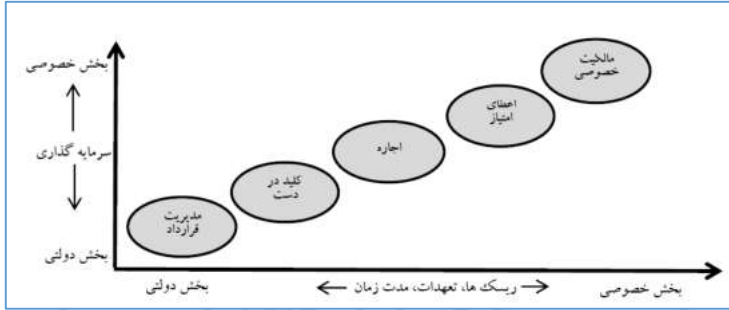 مالکیت
خصوصی
بخش خصوصی
اعطای
امتیاز
اجاره
سرمایه گذاری
کلید در
دست
مدیریت
قرارداد
بخش دولتی
بخش خصوصی
ریسک ها، تعهدات، مدت زمان
بخش دولتی